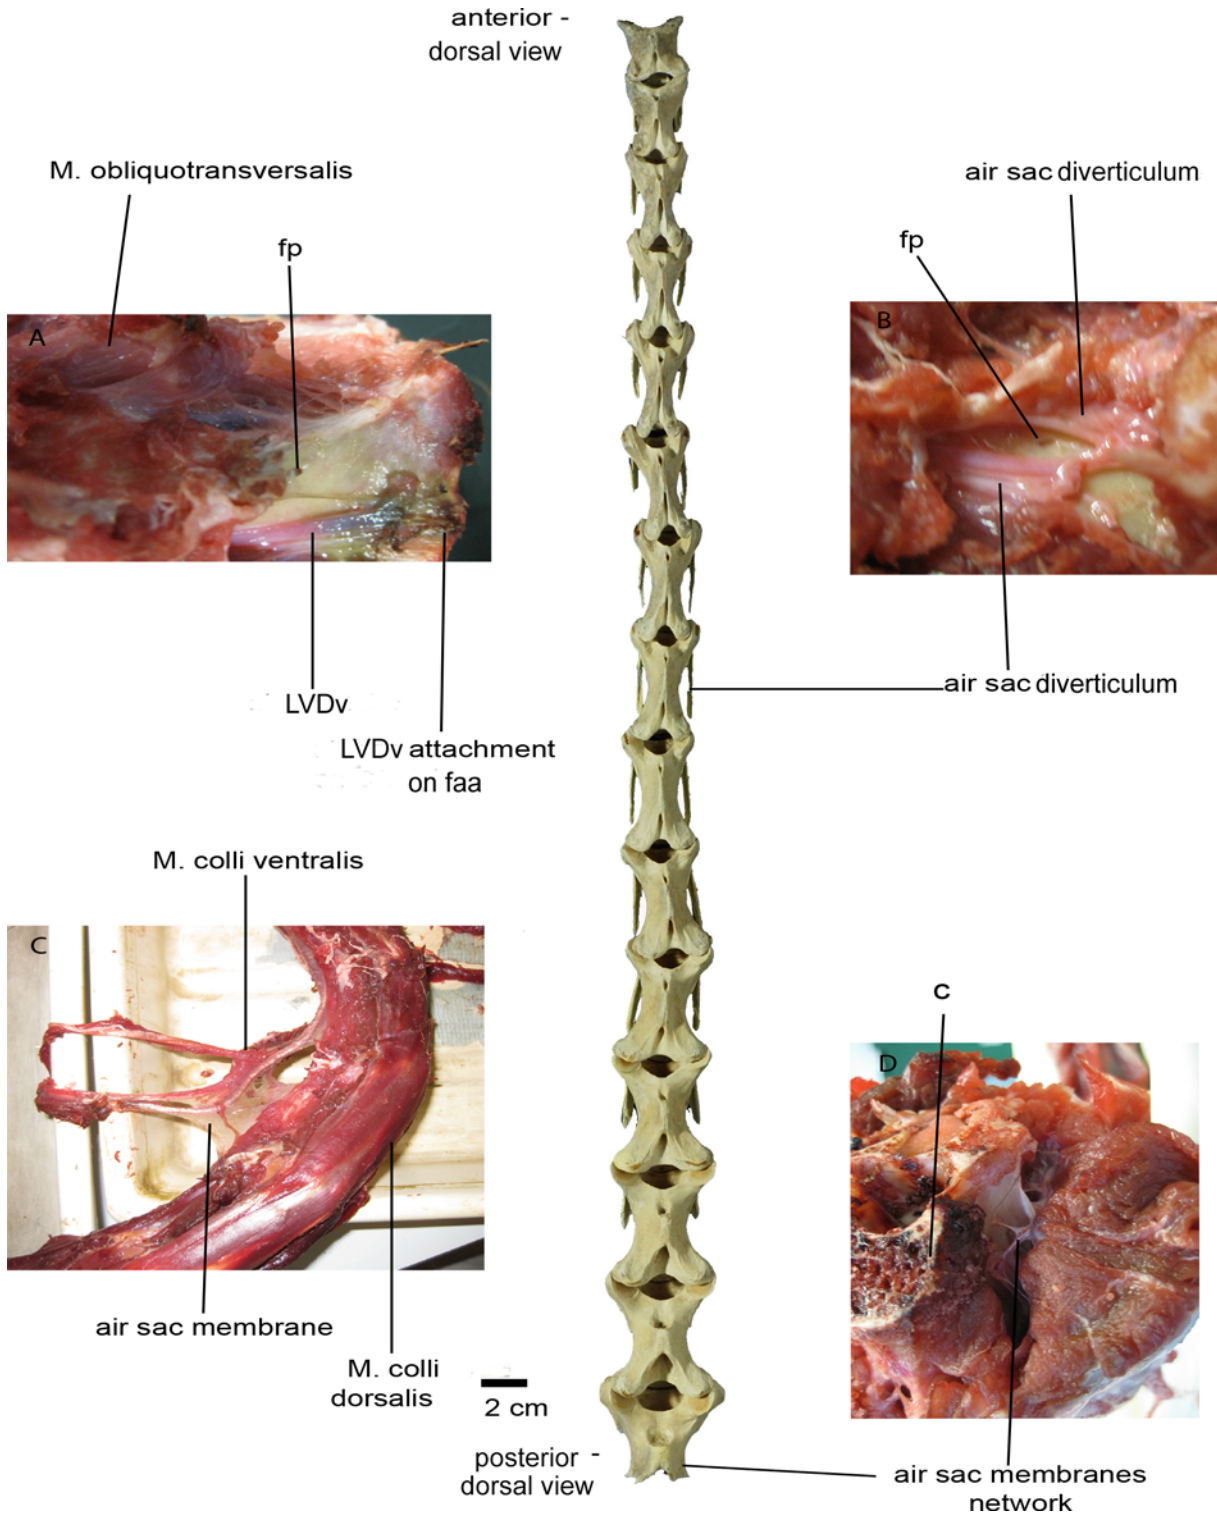 anterior -
dorsal view
M. obliquotransversalis
fp
A
LVDv
LVDv attachment
on faa
air sac diverticulum
fp
B
air sac diverticulum
M. colli ventralis
C
air sac membrane
M. colli
dorsalis
2 cm
posterior -
dorsal view
C
D
air sac membranes
network